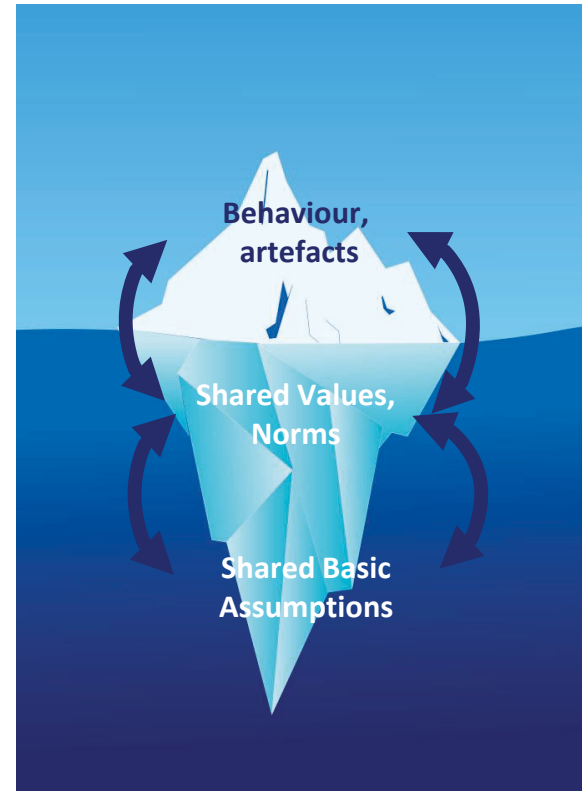 Behaviour,
artefacts
Shared Values,
Norms
Shared Basic
Assumptions